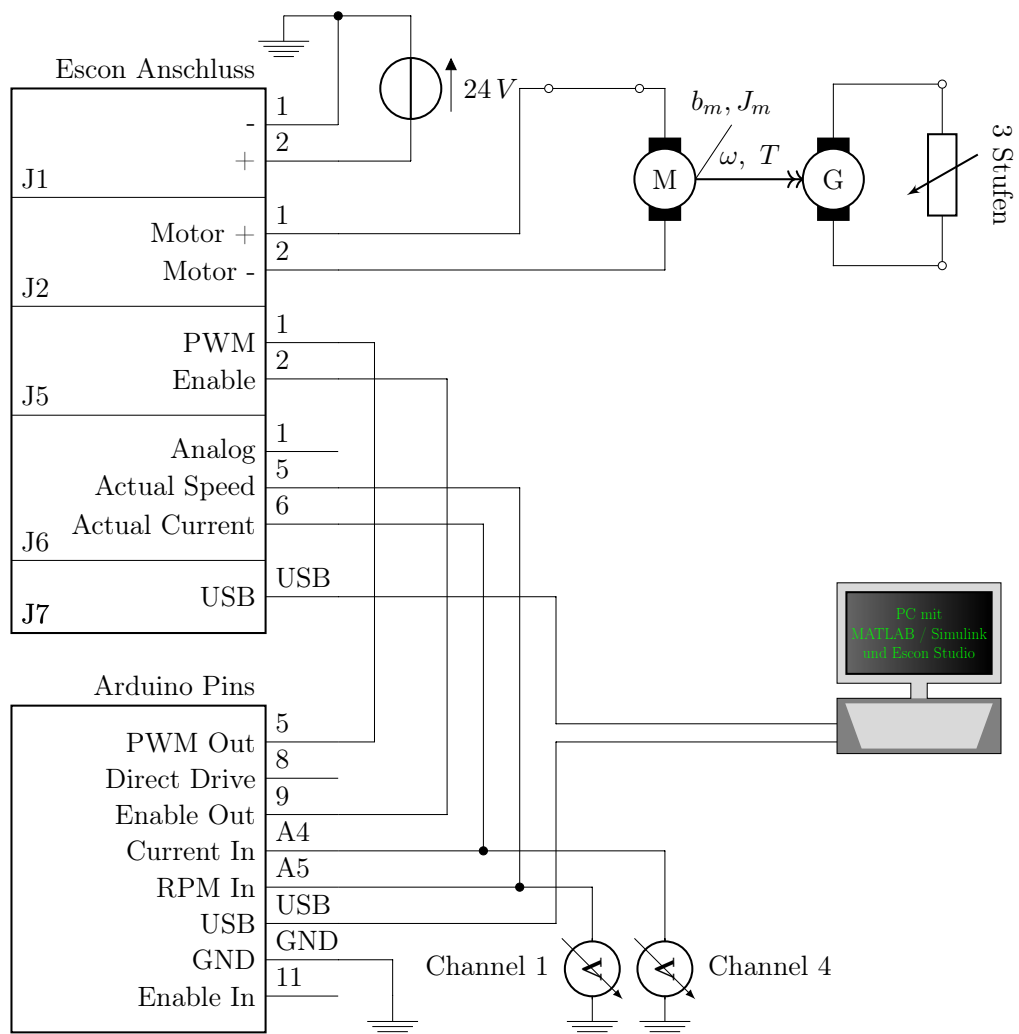 Escon Anschluss
24 V
1
-
2
+
J1
1
Motor +
2
Motor -
J2
1
PWM
2
Enable
J5
1
Analog
5
Actual Speed
6
Actual Current
J6
USB
USB
J7
b_m, J_m
M
ω, T
G
3 Stufen
PC mit
MATLAB / Simulink
und Escon Studio
Arduino Pins
5
PWM Out
8
Direct Drive
9
Enable Out
A4
Current In
A5
RPM In
USB
USB
GND
GND
11
Enable In
Channel 1
A
A
Channel 4